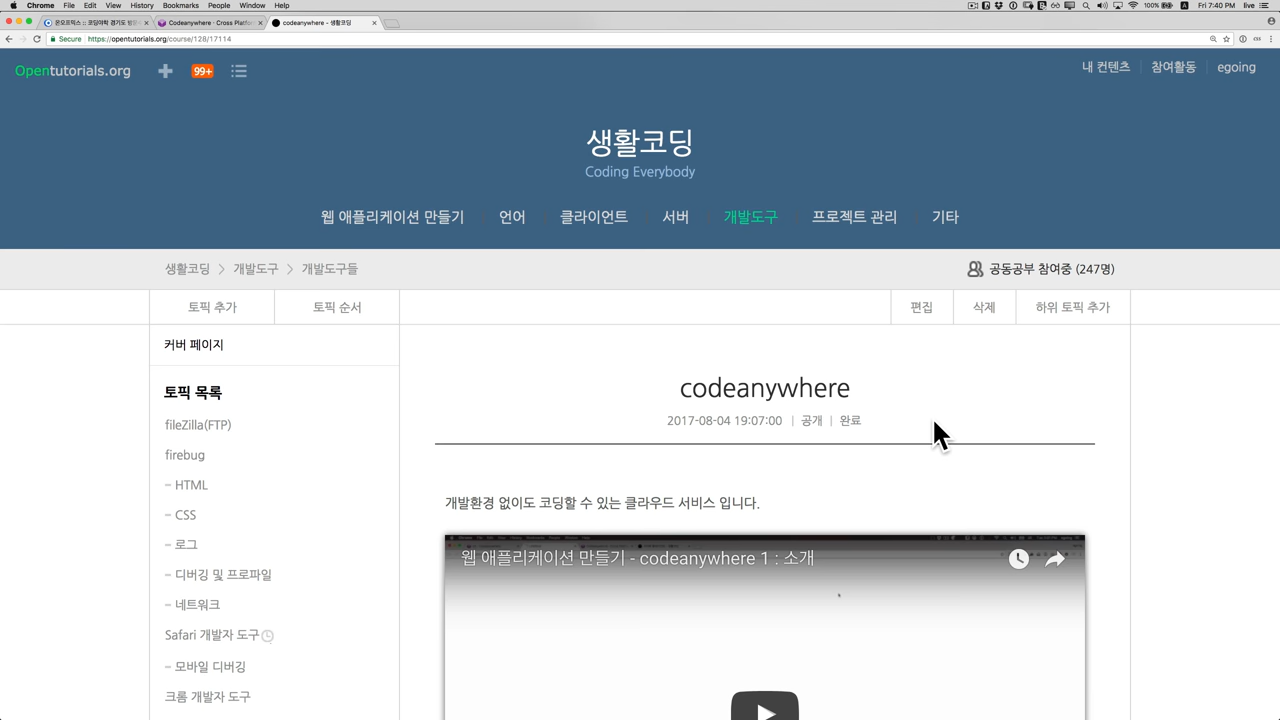 Chrome File Edit View History Bookmarks People Window Help
100% Fri 7:40 PM live
Codeanywhere · Cross Platfor
codeanywhere - 생활코딩
Secure https://opentutorials.org/course/128/17114
Opentutorials.org 99+ 내 컨텐츠 참여활동 egoing
생활코딩
Coding Everybody
웹 애플리케이션 만들기 언어 클라이언트 서버 개발도구 프로젝트 관리 기타
생활코딩 > 개발도구 > 개발도구들 공동공부 참여중 (247명)
토픽 추가 토픽 순서 편집 삭제 하위 토픽 추가
커버 페이지
토픽 목록
fileZilla(FTP)
firebug
- HTML
- CSS
- 로그
- 디버깅 및 프로파일
- 네트워크
Safari 개발자 도구
- 모바일 디버깅
크롬 개발자 도구
codeanywhere
2017-08-04 19:07:00 | 공개 | 완료
개발환경 없이도 코딩할 수 있는 클라우드 서비스 입니다.
웹 애플리케이션 만들기 - codeanywhere 1 : 소개